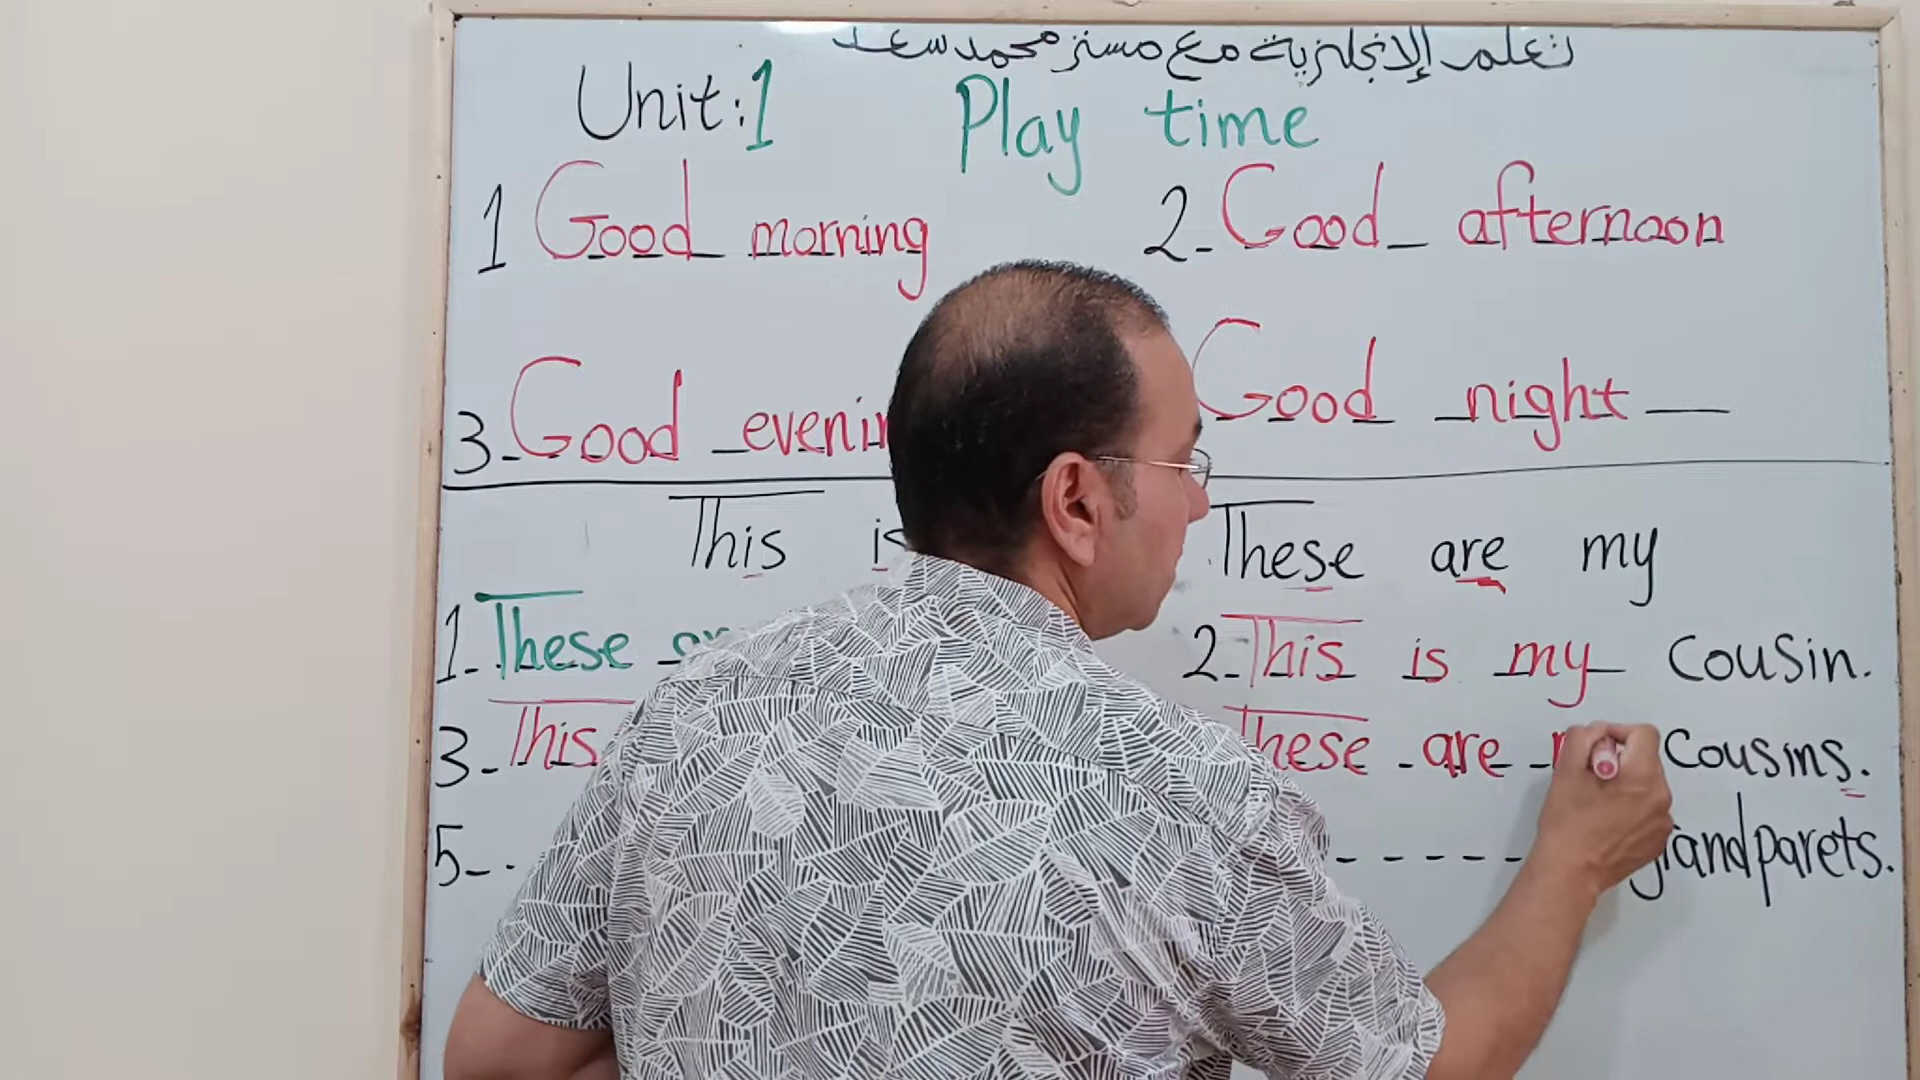 تعلم الإنجليزية مع مستر محمد سعد
Unit:1 Play time
1 Good morning 2- Good afternoon
3- Good Good night
This These are my
1- These 2- This is my cousin.
3- This These are cousins.
5- grandparets.